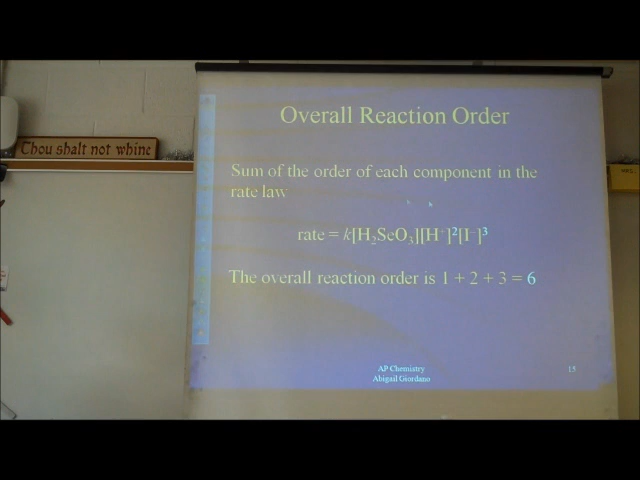 Overall Reaction Order
Thou shalt not whine
Sum of the order of each component in the
rate law
rate = k[H₂SeO₃][H⁺]²[I⁻]³
The overall reaction order is 1 + 2 + 3 = 6
AP Chemistry
Abigail Giordano
15